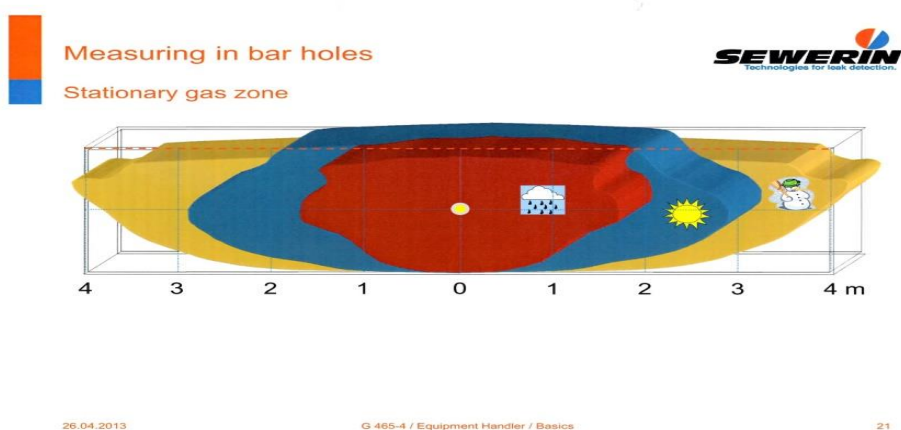 Measuring in bar holes
SEWERIN
Technologies for leak detection.
Stationary gas zone
4 3 2 1 0 1 2 3 4 m
26.04.2013 G 465-4 / Equipment Handler / Basics 21